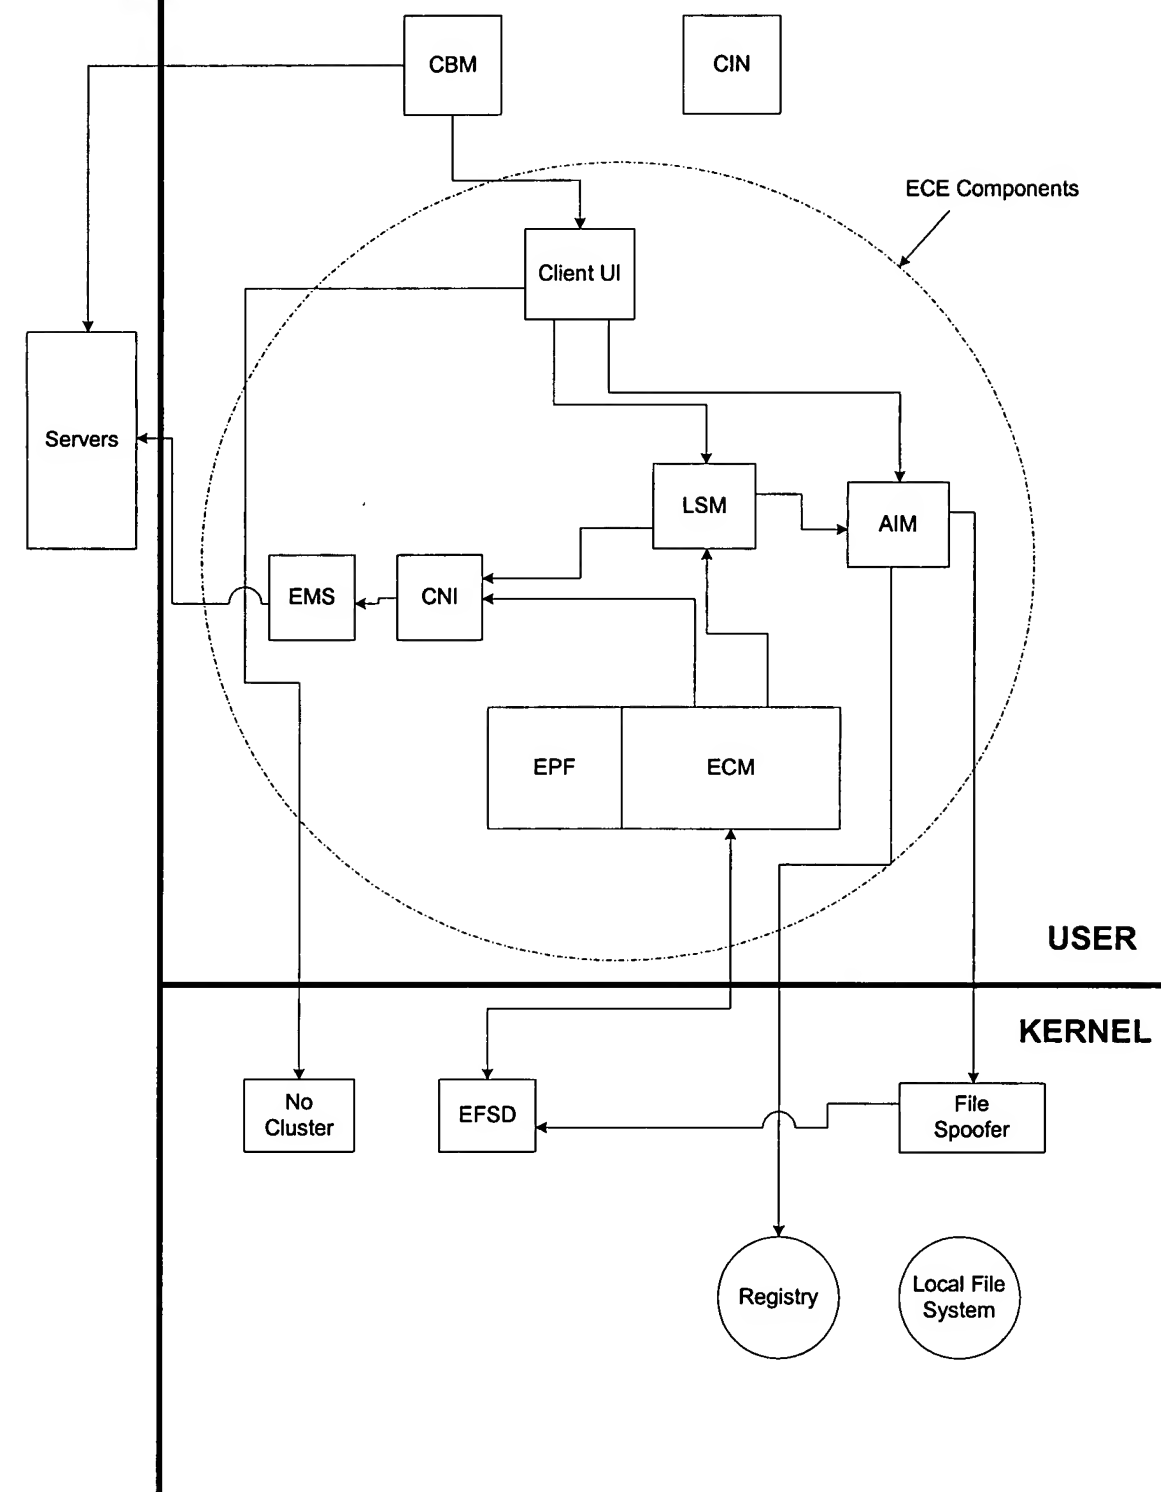 CBM
CIN
ECE Components
Client UI
Servers
LSM
AIM
EMS
CNI
EPF
ECM
USER
KERNEL
No
Cluster
EFSD
File
Spoofer
Registry
Local File
System